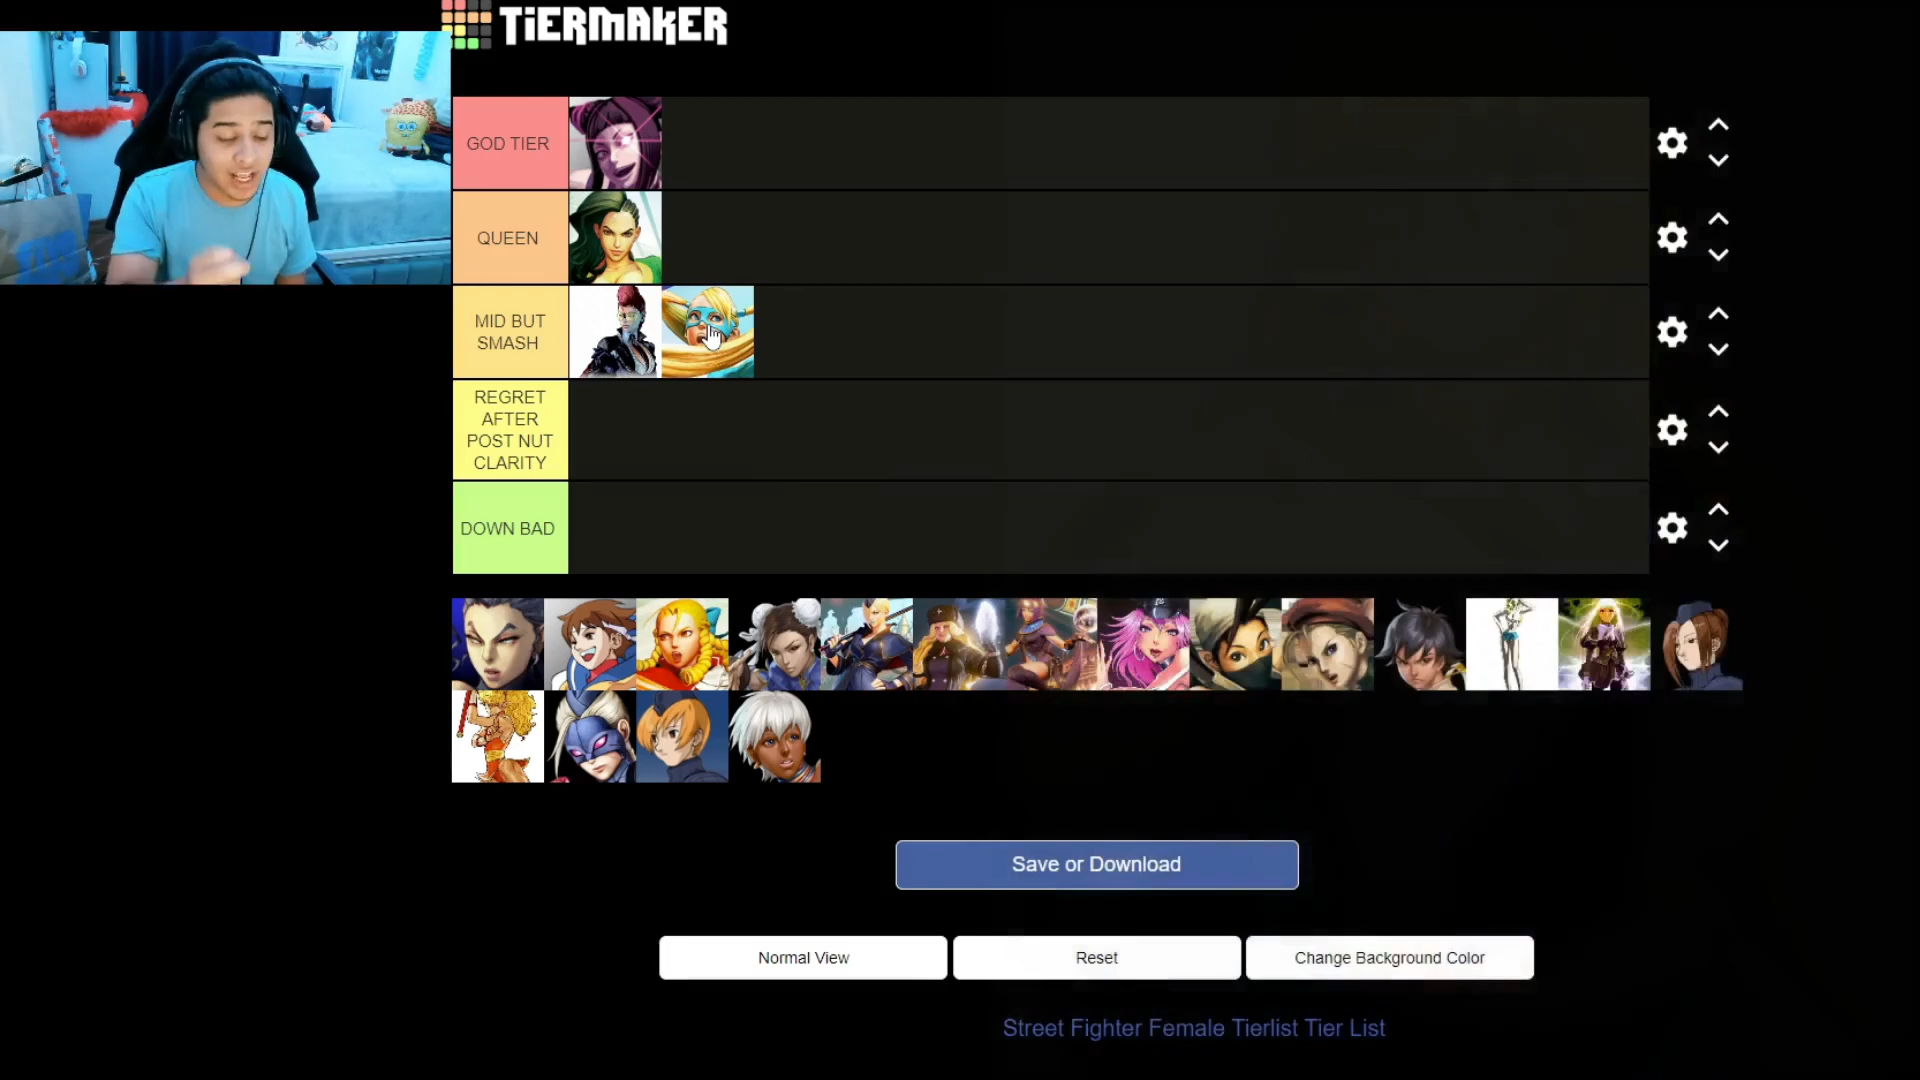 TiERMAKER
GOD TIER
QUEEN
MID BUT
SMASH
REGRET
AFTER
POST NUT
CLARITY
DOWN BAD
Save or Download
Normal View
Reset
Change Background Color
Street Fighter Female Tierlist Tier List